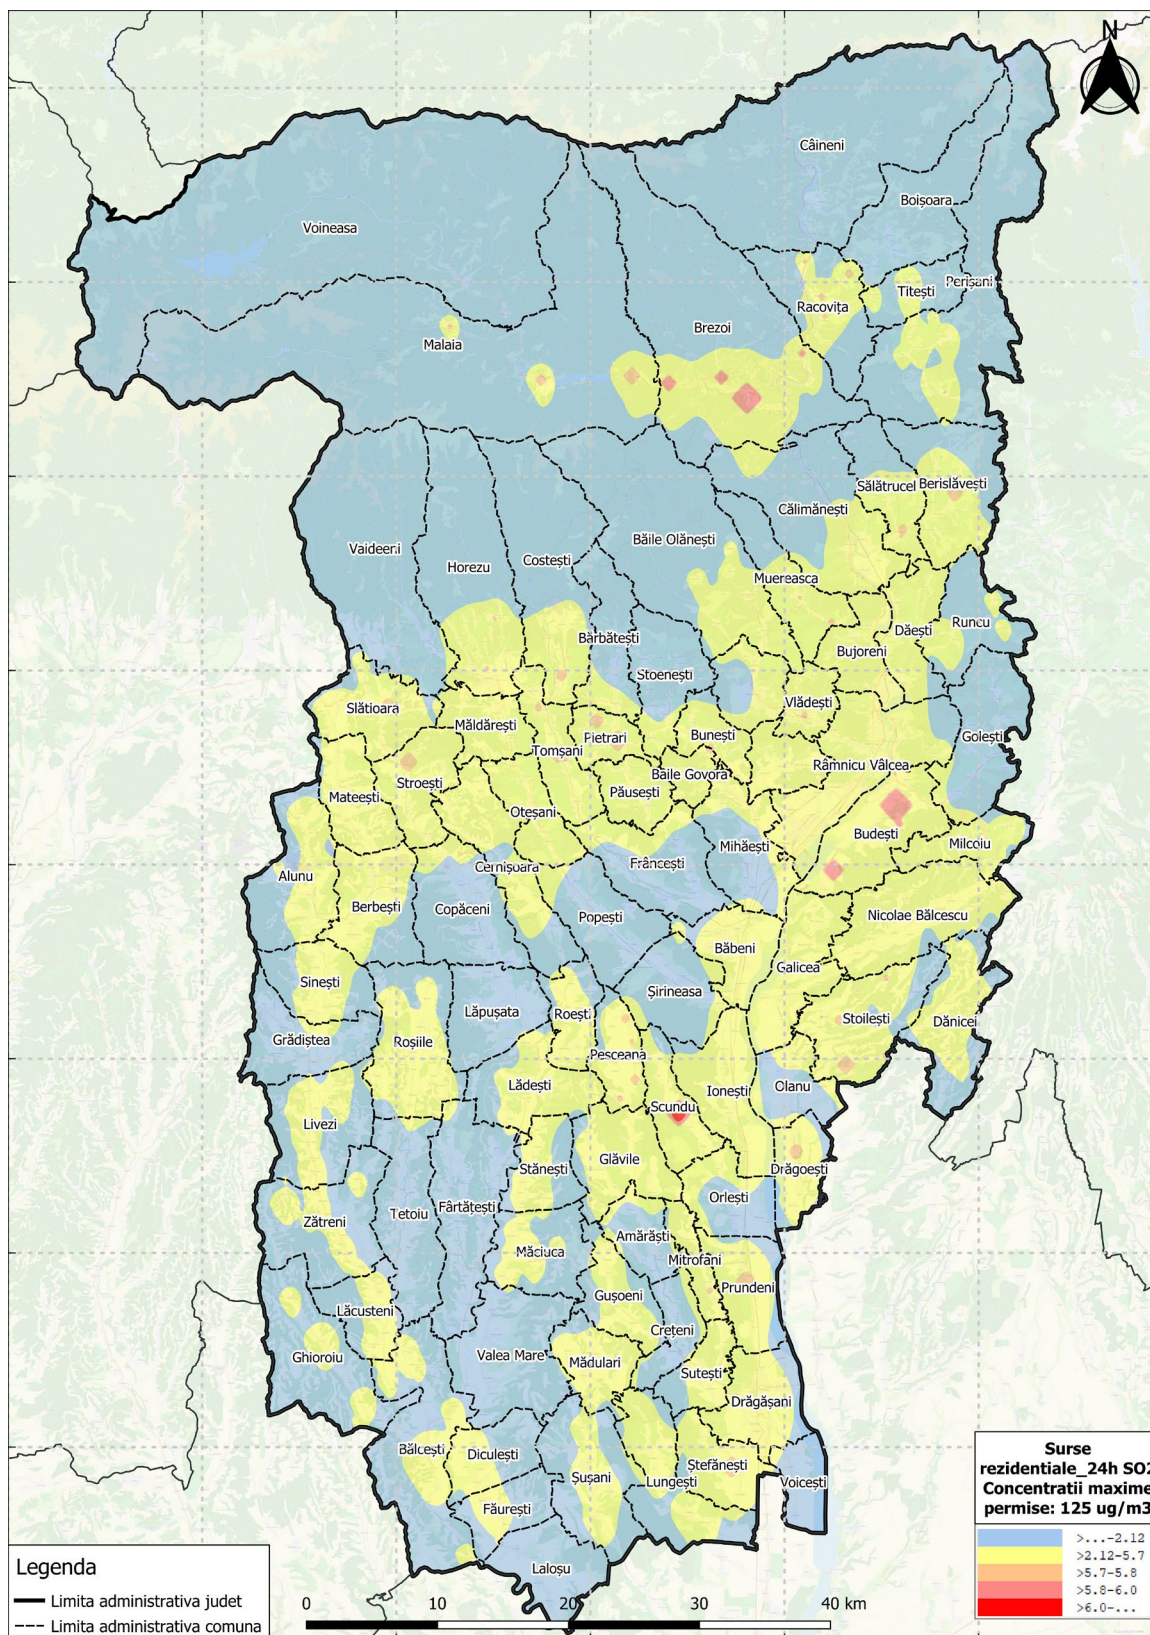 N
Câineni
Boișoara
Voineasa
Perișani
Titești
Racovița
Brezoi
Malaia
Sălătrucel
Berislăvești
Călimănești
Băile Olănești
Vaideeni
Costești
Horezu
Muereasca
Runcu
Dăești
Bărbătești
Bujoreni
Stoenești
Vlădești
Slătioara
Măldărești
Pietrari
Bunești
Golești
Tomșani
Râmnicu Vâlcea
Băile Govora
Stroești
Păusești
Mateești
Oteșani
Budești
Mihăești
Milcoiu
Frâncești
Cernișoara
Alunu
Berbești
Copăceni
Popești
Nicolae Bălcescu
Băbeni
Galicea
Sinești
Șirineasa
Lăpușata
Roești
Stoilești
Dănicei
Grădiștea
Roșiile
Pesceana
Lădești
Olanu
Ionești
Scundu
Livezi
Glăvile
Stănești
Drăgoești
Orlești
Fârtățești
Tetoiu
Zătreni
Amărăști
Măciuca
Mitrofani
Prundeni
Gușoeni
Lăcusteni
Crețeni
Valea Mare
Ghioroiu
Mădulari
Sutești
Drăgășani
Bălcești
Diculești
Ștefănești
Șușani
Lungești
Voicești
Făurești
Lalosu
Surse
rezidentiale_24h SO2
Concentratii maxime
permise: 125 ug/m3
>...-2.12
>2.12-5.7
>5.7-5.8
>5.8-6.0
>6.0-...
Legenda
Limita administrativa judet
Limita administrativa comuna
0 10 20 30 40 km